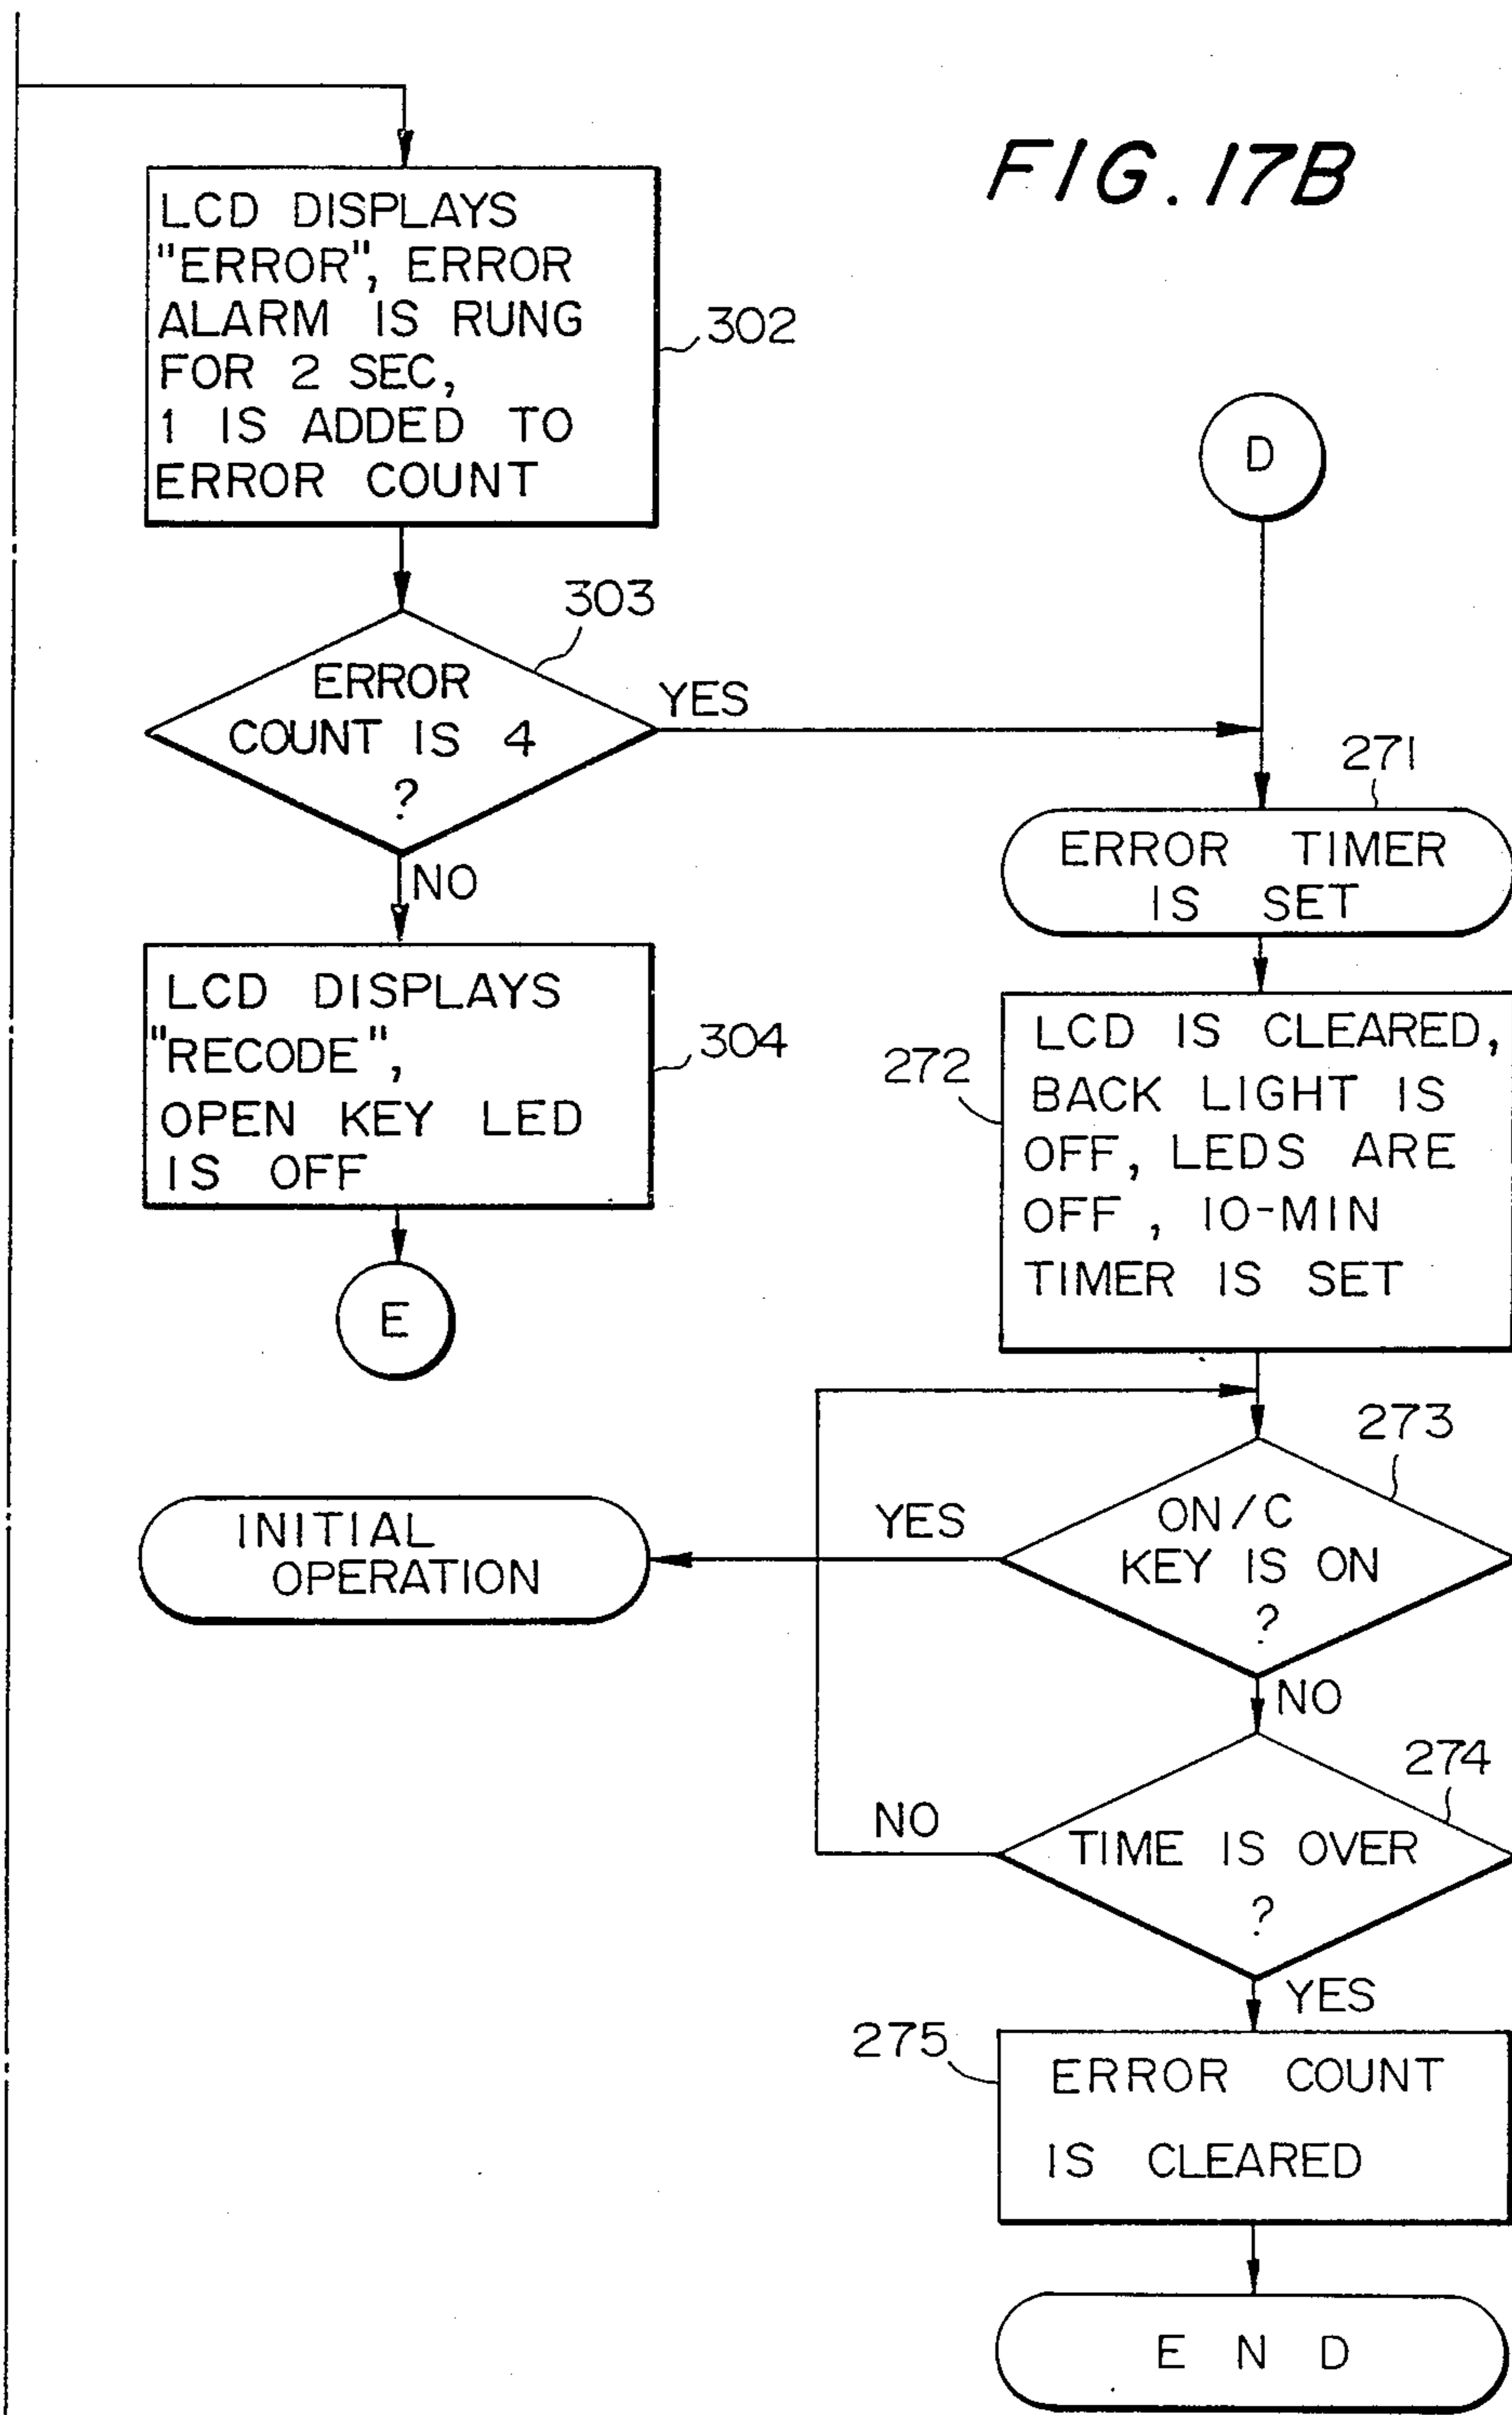 FIG. 17B
LCD DISPLAYS
"ERROR", ERROR
ALARM IS RUNG
FOR 2 SEC,
1 IS ADDED TO
ERROR COUNT
302
303
ERROR
COUNT IS 4
?
YES
NO
LCD DISPLAYS
"RECODE",
OPEN KEY LED
IS OFF
304
E
D
271
ERROR TIMER
IS SET
272
LCD IS CLEARED,
BACK LIGHT IS
OFF, LEDS ARE
OFF, 10-MIN
TIMER IS SET
273
ON/C
KEY IS ON
?
YES
INITIAL
OPERATION
NO
274
TIME IS OVER
?
NO
YES
275
ERROR COUNT
IS CLEARED
END